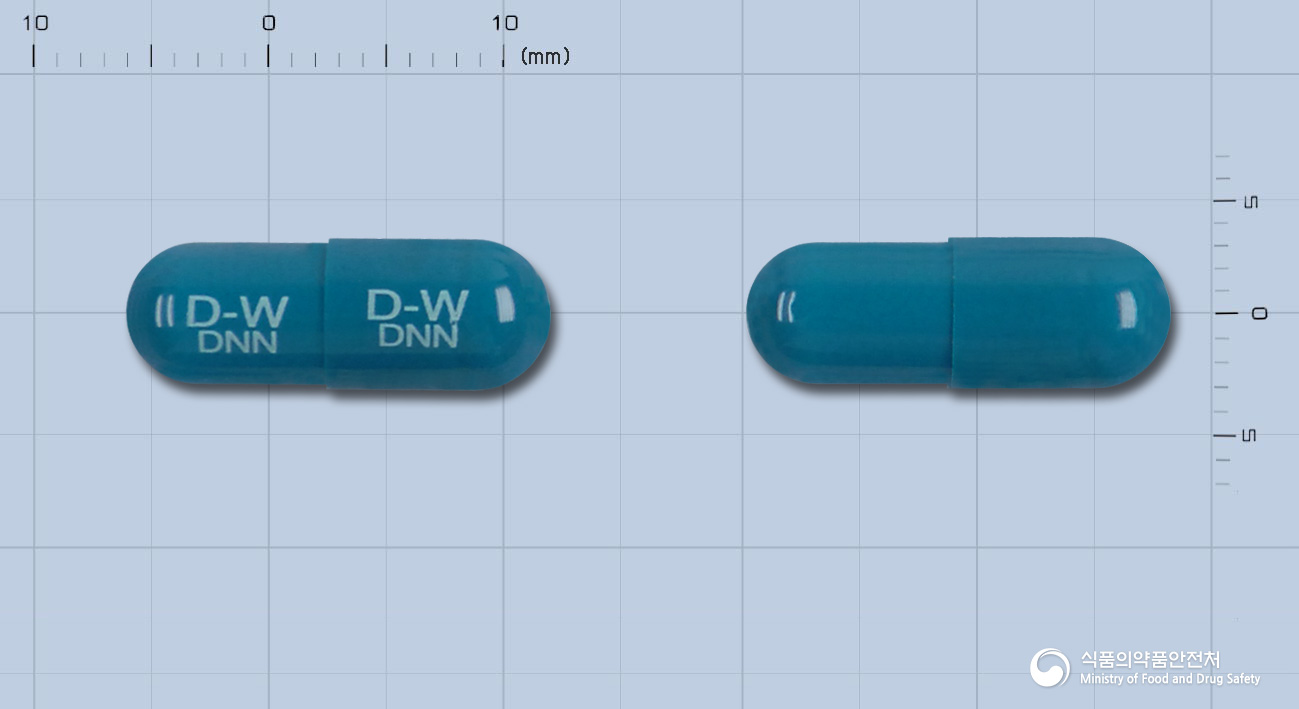 10 0 10
(mm)
5
0
5
D-W D-W
DNN DNN
식품의약품안전처
Ministry of Food and Drug Safety